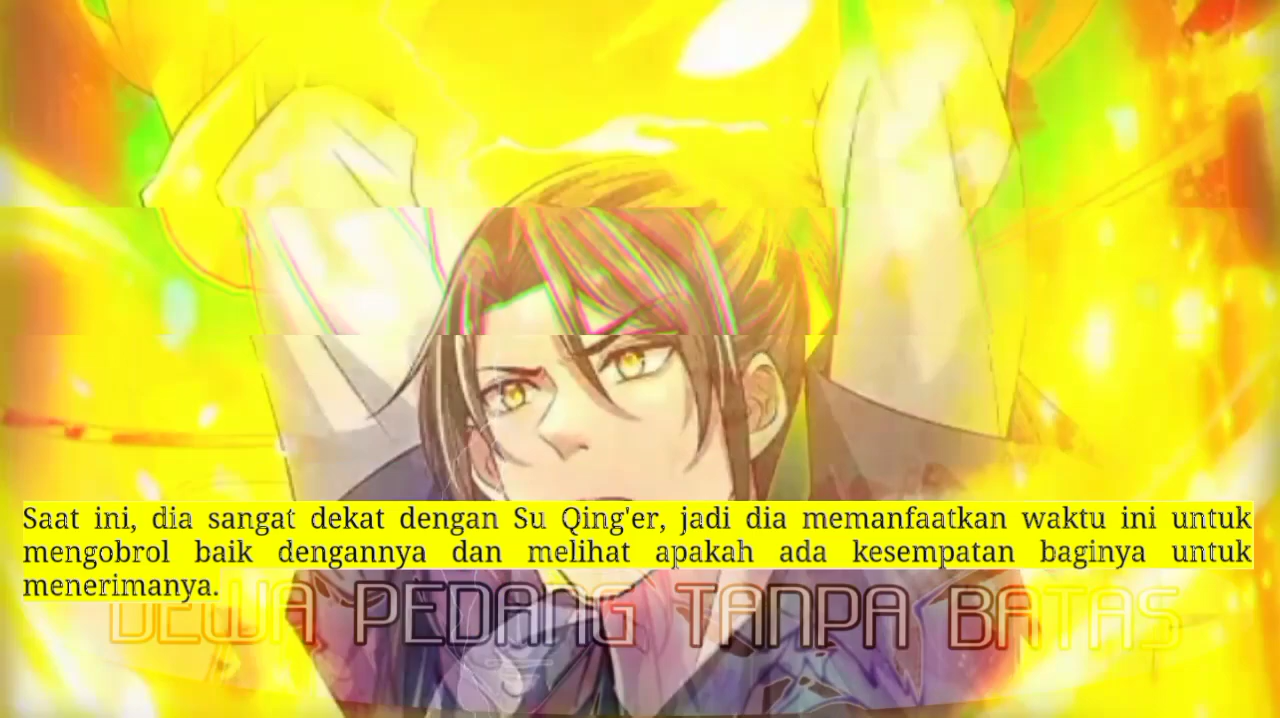 Saat ini, dia sangat dekat dengan Su Qing'er, jadi dia memanfaatkan waktu ini untuk
mengobrol baik dengannya dan melihat apakah ada kesempatan baginya untuk
menerimanya.
DEWA PEDANG TANPA BATAS